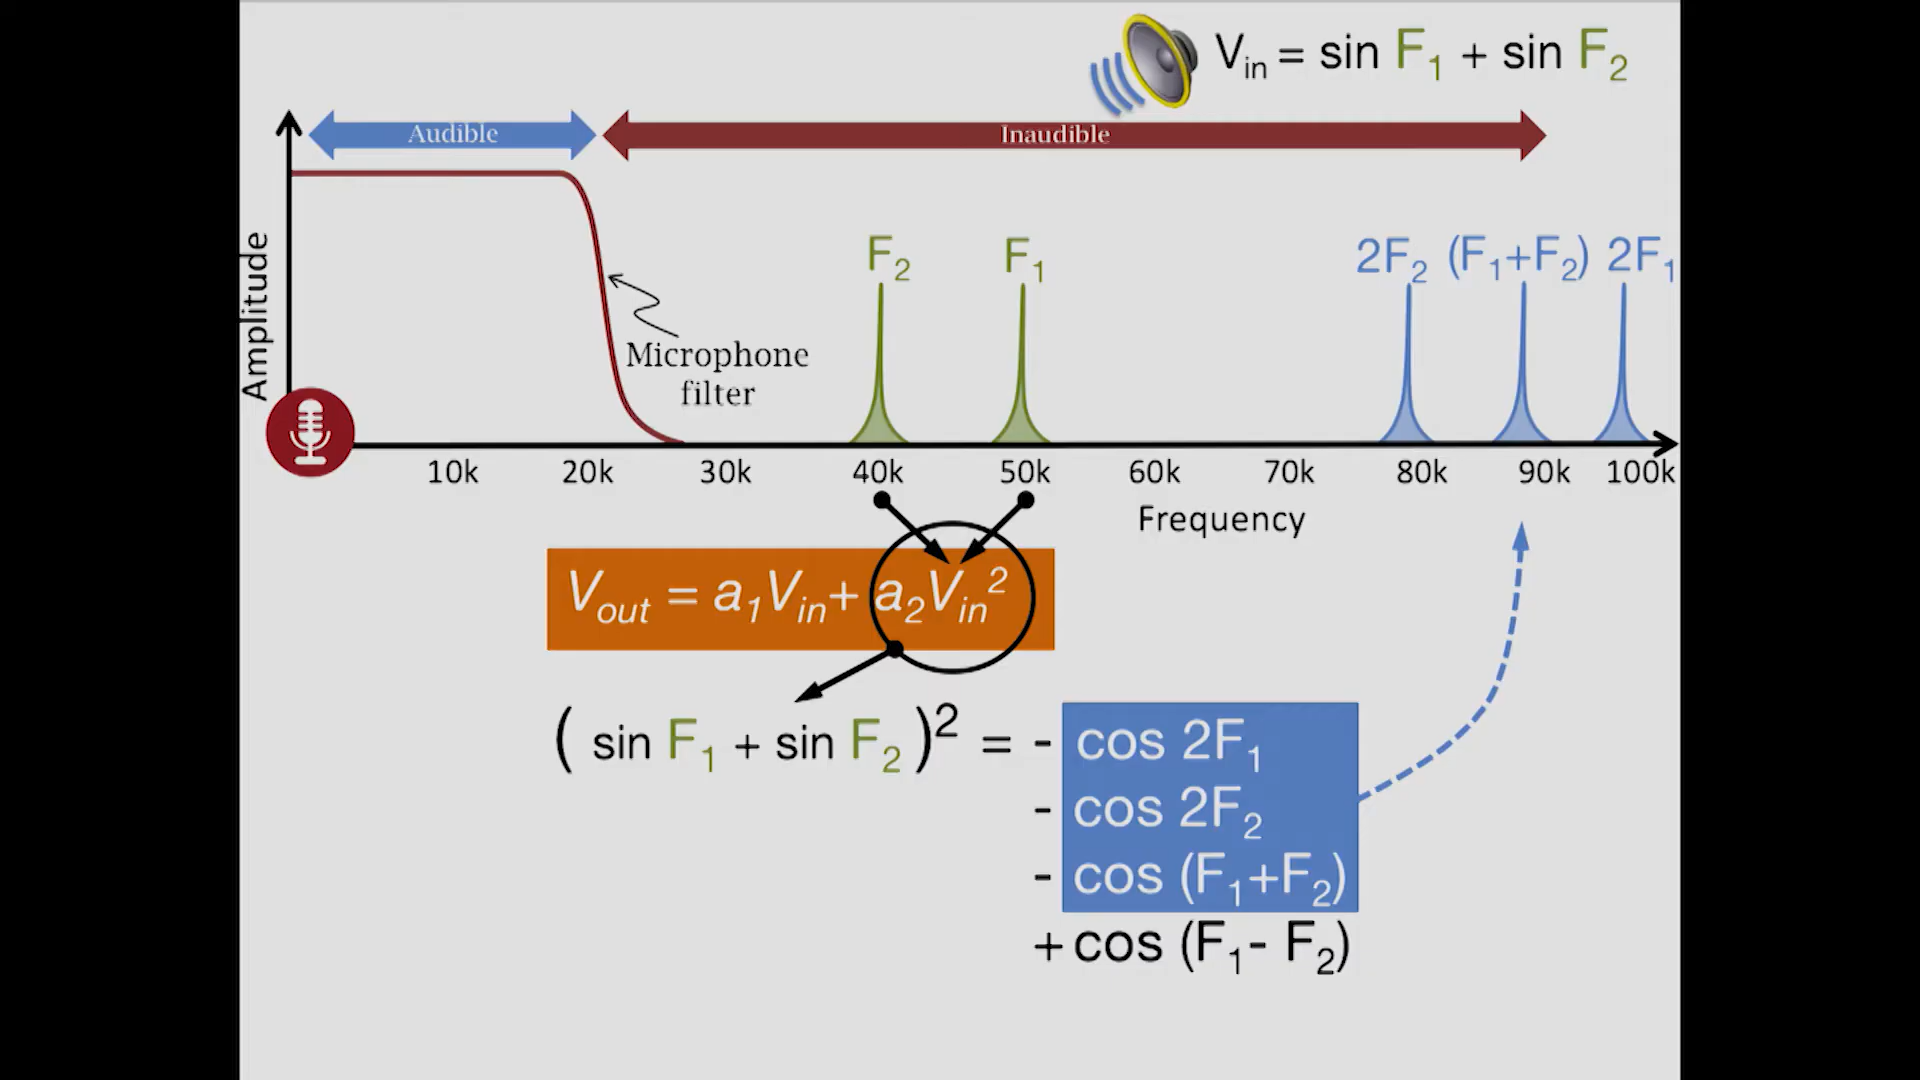 V_in = sin F_1 + sin F_2
Audible
Inaudible
Amplitude
F_2
F_1
2F_2 (F_1+F_2) 2F_1
Microphone
filter
10k 20k 30k 40k 50k 60k 70k 80k 90k 100k
Frequency
V_out = a_1V_in + a_2V_in^2
( sin F_1 + sin F_2 )^2 = - cos 2F_1
- cos 2F_2
- cos (F_1+F_2)
+ cos (F_1- F_2)